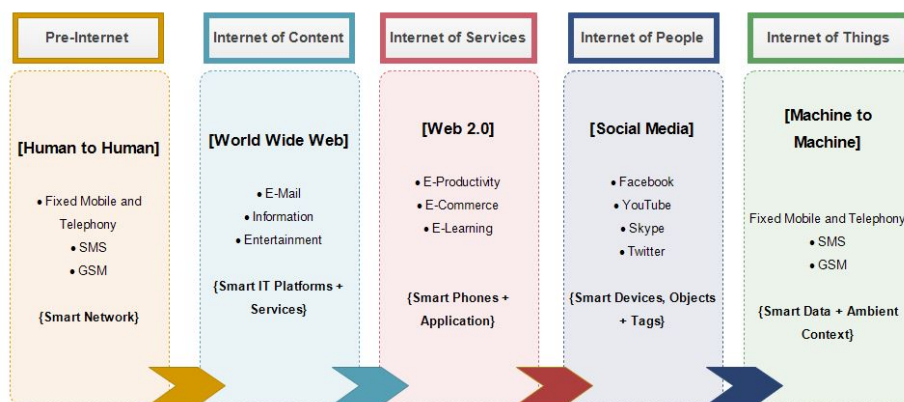 Pre-Internet
Internet of Content
Internet of Services
Internet of People
Internet of Things
[Human to Human]
• Fixed Mobile and
Telephony
• SMS
• GSM
{Smart Network}
[World Wide Web]
• E-Mail
• Information
• Entertainment
{Smart IT Platforms +
Services}
[Web 2.0]
• E-Productivity
• E-Commerce
• E-Learning
{Smart Phones +
Application}
[Social Media]
• Facebook
• YouTube
• Skype
• Twitter
{Smart Devices, Objects
+ Tags}
[Machine to
Machine]
Fixed Mobile and Telephony
• SMS
• GSM
{Smart Data + Ambient
Context}